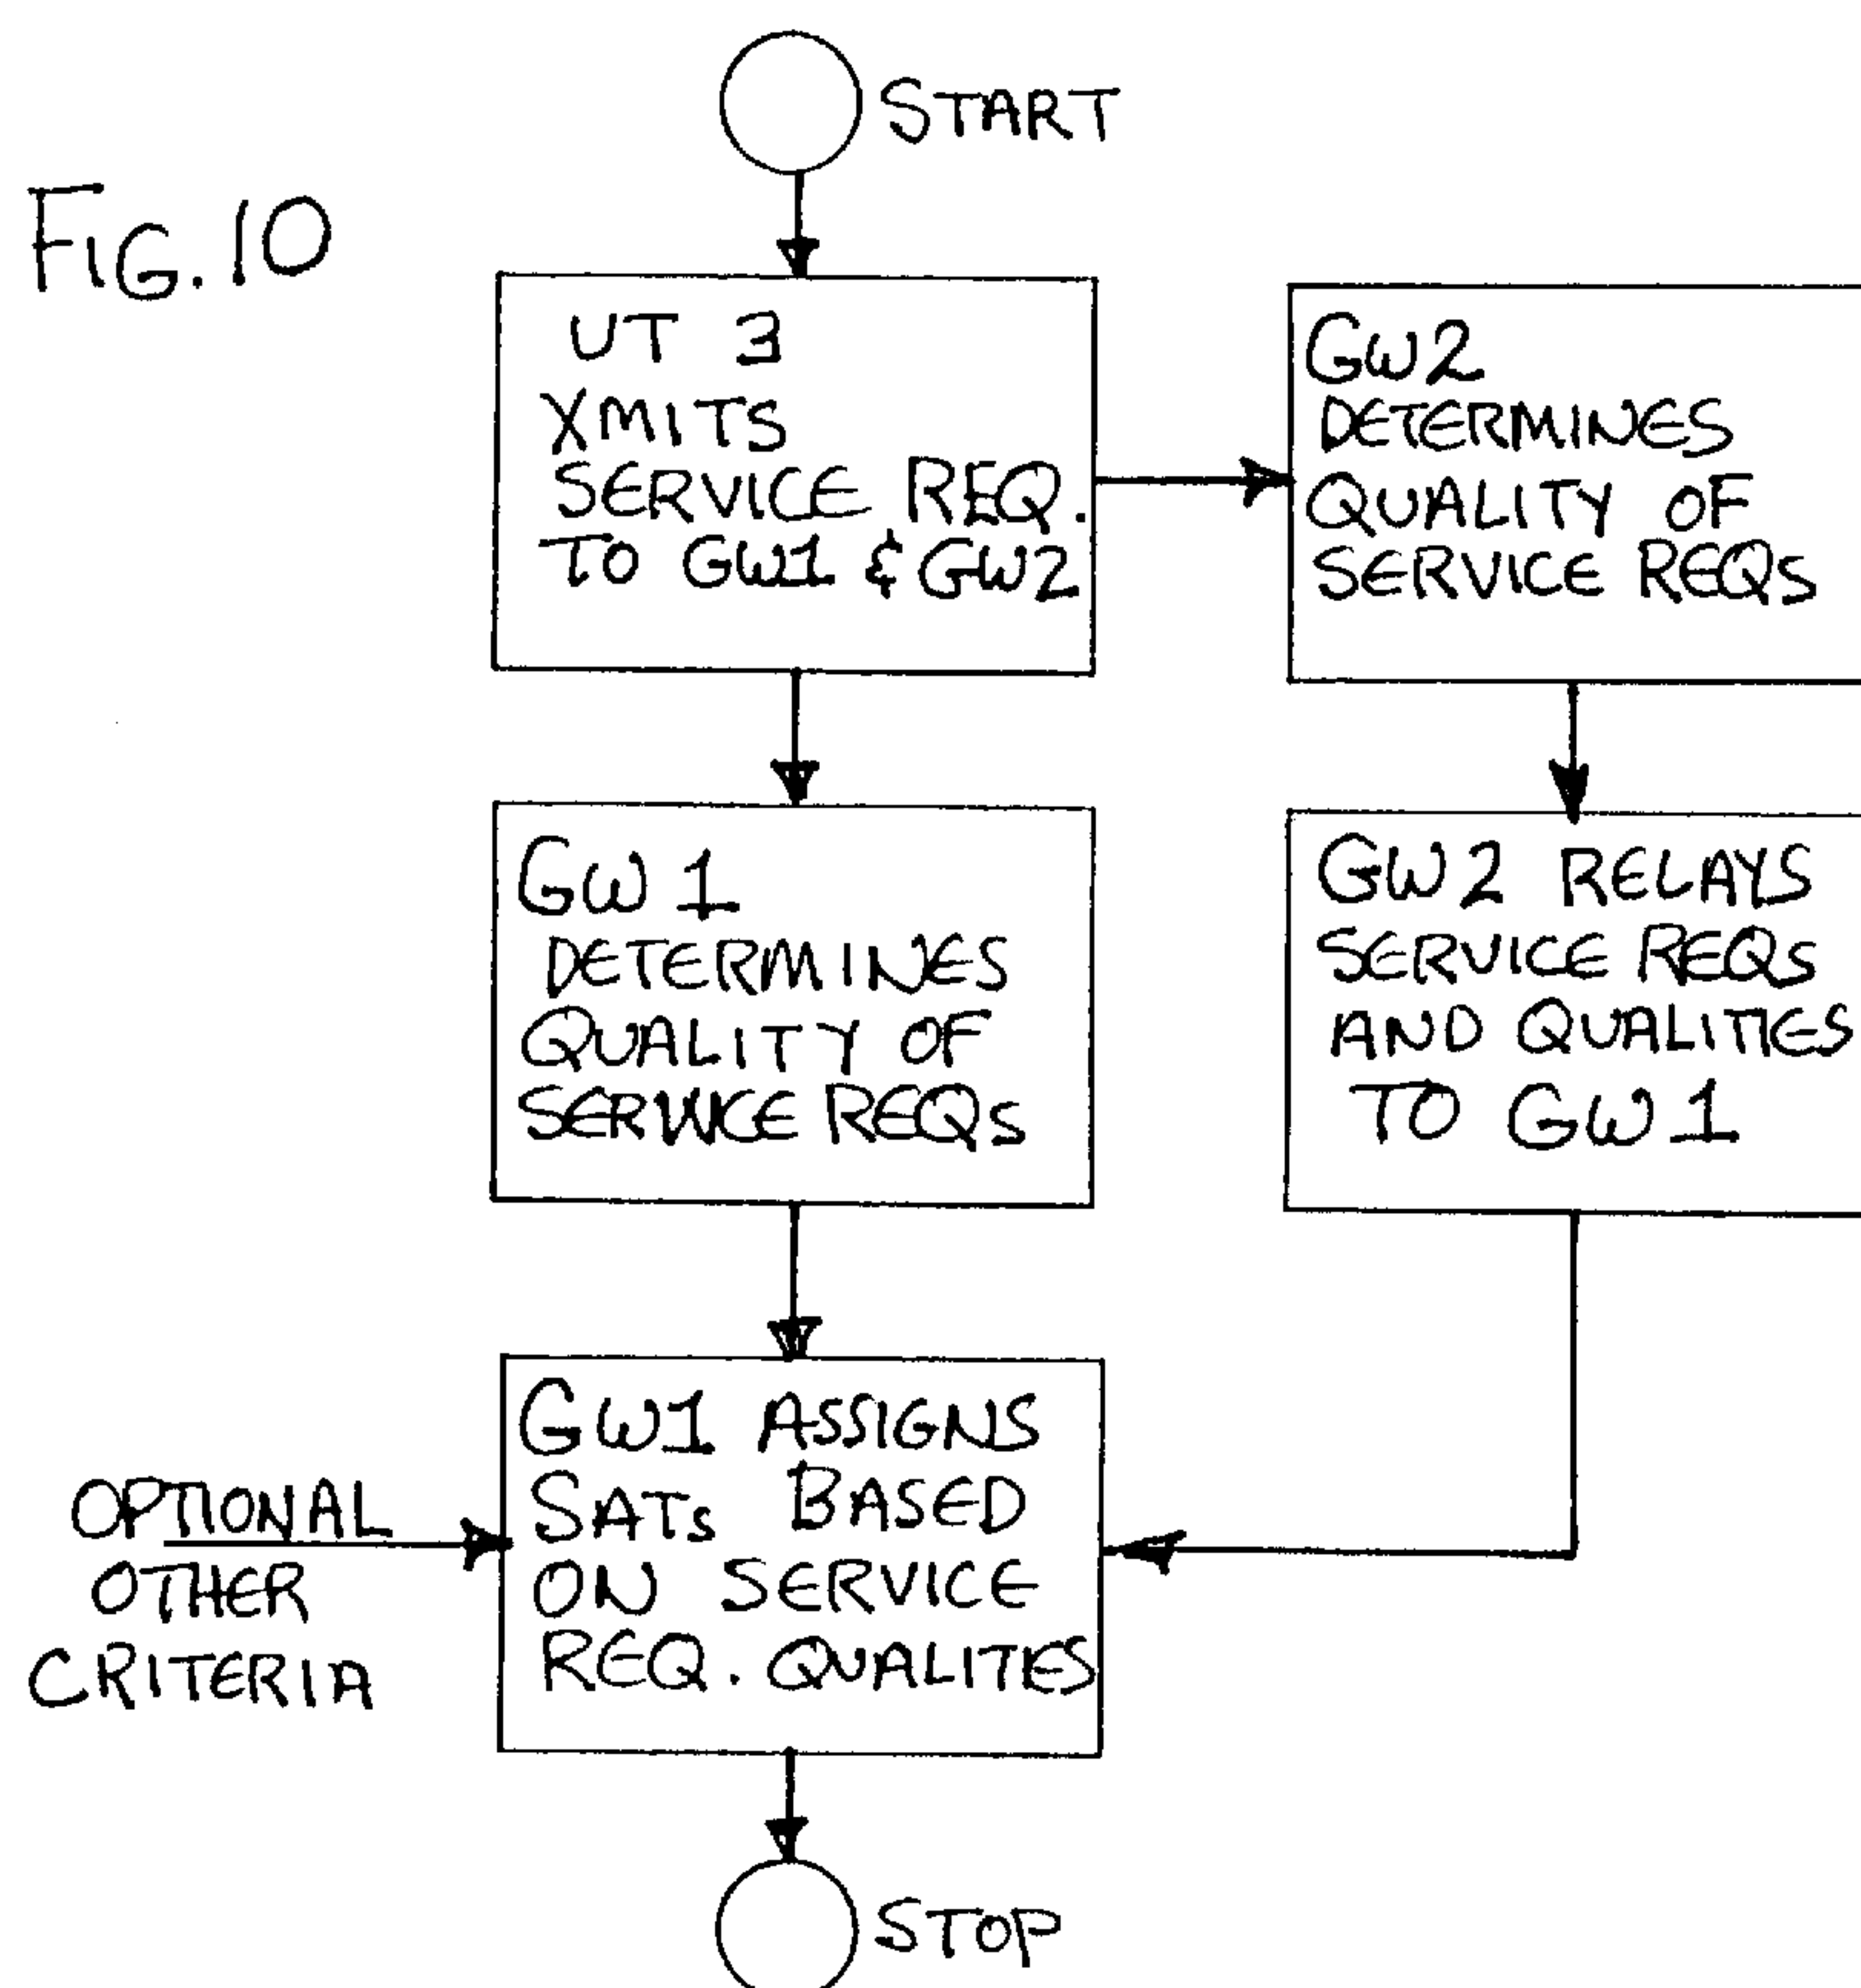 START
FIG. 10
UT 3
XMITS
SERVICE REQ.
TO GW1 & GW2
GW2
DETERMINES
QUALITY OF
SERVICE REQS
GW 1
DETERMINES
QUALITY OF
SERVICE REQS
GW2 RELAYS
SERVICE REQS
AND QUALITIES
TO GW 1
GW1 ASSIGNS
SATS BASED
ON SERVICE
REQ. QUALITIES
OPTIONAL
OTHER
CRITERIA
STOP